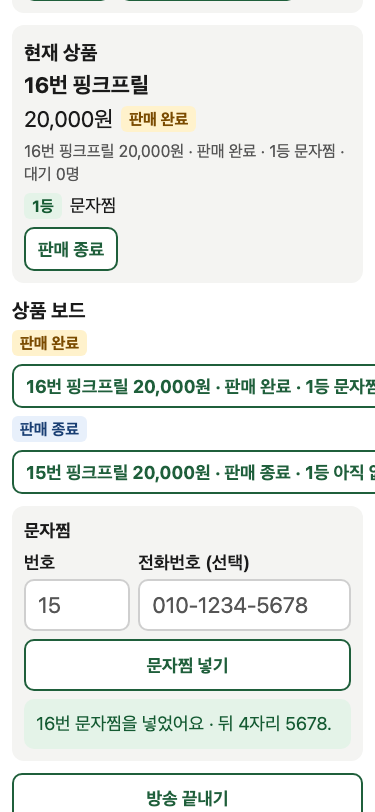 현재 상품
16번 핑크프릴
20,000원 판매 완료
16번 핑크프릴 20,000원 · 판매 완료 · 1등 문자찜 ·
대기 0명
1등 문자찜
판매 종료
상품 보드
판매 완료
16번 핑크프릴 20,000원 · 판매 완료 · 1등 문자찜
판매 종료
15번 핑크프릴 20,000원 · 판매 종료 · 1등 아직
문자찜
번호 전화번호 (선택)
15 010-1234-5678
문자찜 넣기
16번 문자찜을 넣었어요 · 뒤 4자리 5678.
방송 끝내기